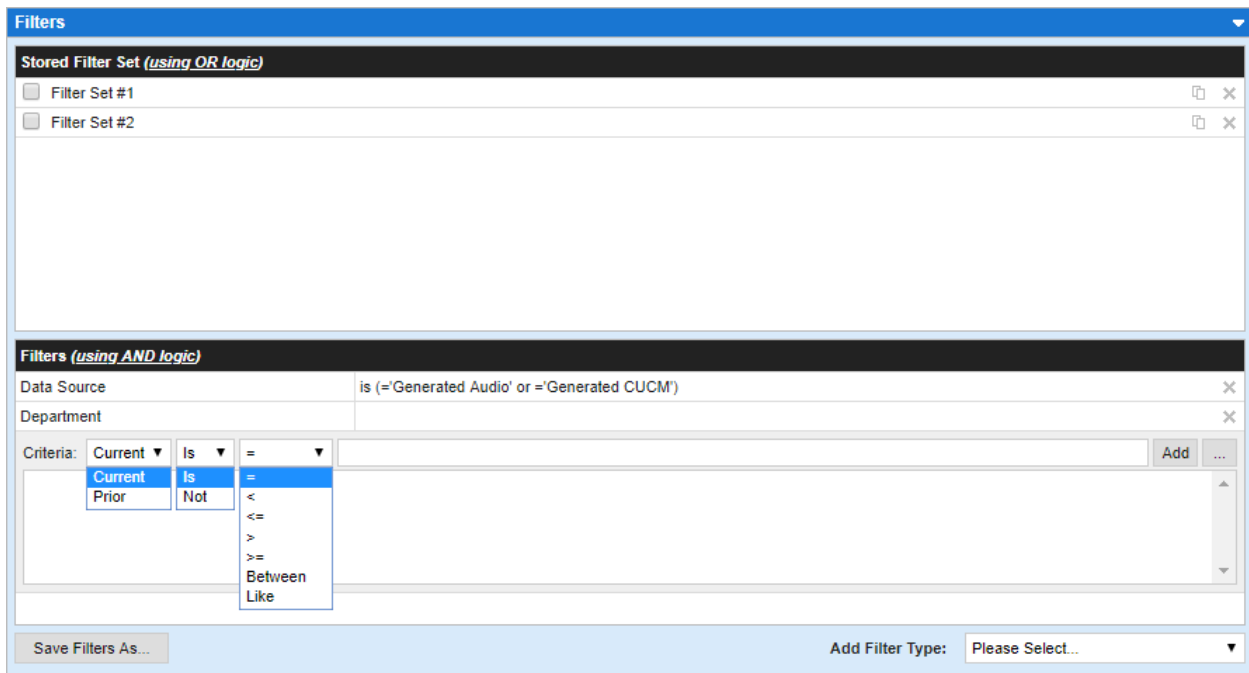 Filters
Stored Filter Set (using OR logic)
Filter Set #1
Filter Set #2
Filters (using AND logic)
Data Source is (='Generated Audio' or ='Generated CUCM')
Department
Criteria: Current Is = Add ...
Current Is =
Prior Not <
<=
>
>=
Between
Like
Save Filters As... Add Filter Type: Please Select...